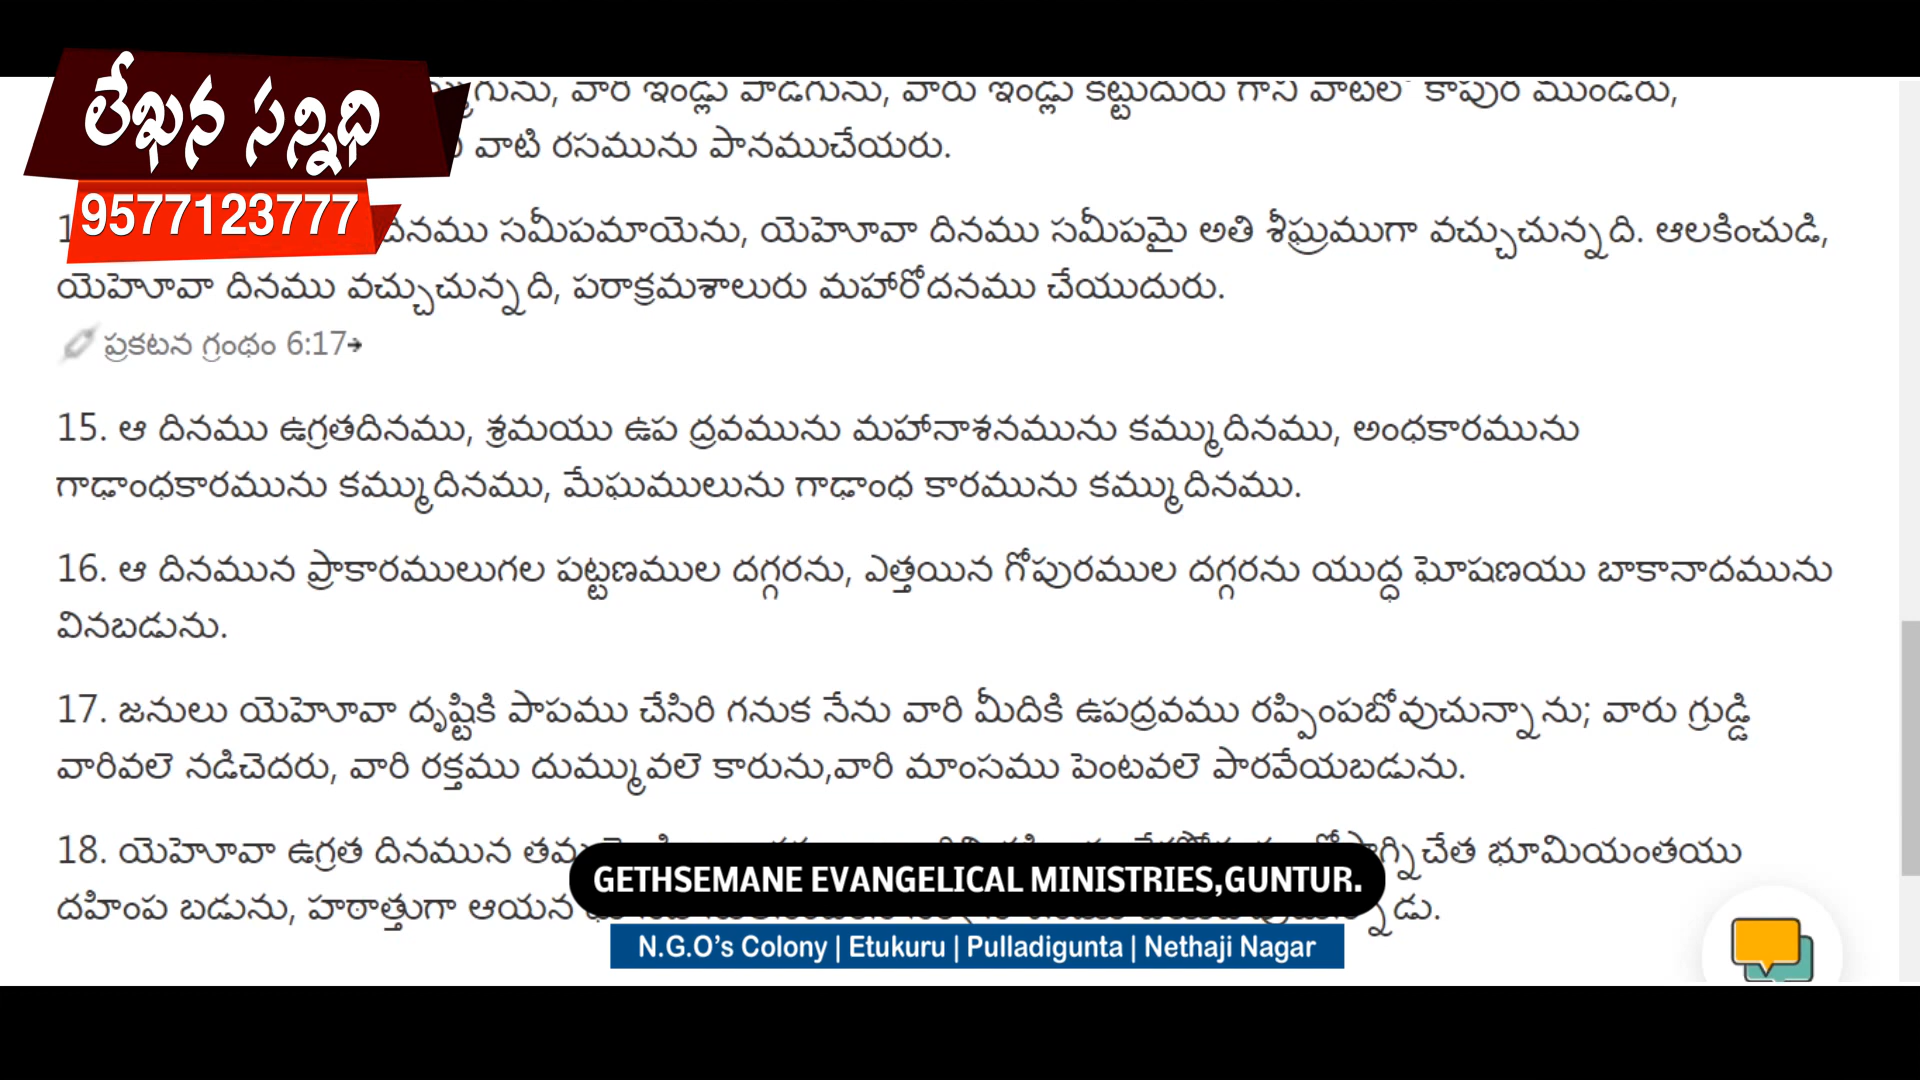 లేఖన సన్నిధి
9577123777
వారి ఇండ్లు పాడగును, వారు ఇండ్లు కట్టుదురు గాని వాటిలో కాపుర ముండరు,
వాటి రసమును పానముచేయరు.
దినము సమీపమాయెను, యెహోవా దినము సమీపమై అతి శీఘ్రముగా వచ్చుచున్నది. ఆలకించుడి,
యెహోవా దినము వచ్చుచున్నది, పరాక్రమశాలురు మహారోదనము చేయుదురు.
ప్రకటన గ్రంథం 6:17➔
15. ఆ దినము ఉగ్రతదినము, శ్రమయు ఉప ద్రవమును మహానాశనమును కమ్ముదినము, అంధకారమును
గాఢాంధకారమును కమ్ముదినము, మేఘములును గాఢాంధ కారమును కమ్ముదినము.
16. ఆ దినమున ప్రాకారములుగల పట్టణముల దగ్గరను, ఎత్తయిన గోపురముల దగ్గరను యుద్ధ ఘోషణయు బాకానాదమును
వినబడును.
17. జనులు యెహోవా దృష్టికి పాపము చేసిరి గనుక నేను వారి మీదికి ఉపద్రవము రప్పింపబోవుచున్నాను; వారు గ్రుడ్డి
వారివలె నడిచెదరు, వారి రక్తము దుమ్మువలె కారును,వారి మాంసము పెంటవలె పారవేయబడును.
18. యెహోవా ఉగ్రత దినమున భూమియంతయు
దహింప బడును, హఠాత్తుగా ఆయన
GETHSEMANE EVANGELICAL MINISTRIES,GUNTUR.
N.G.O's Colony | Etukuru | Pulladigunta | Nethaji Nagar